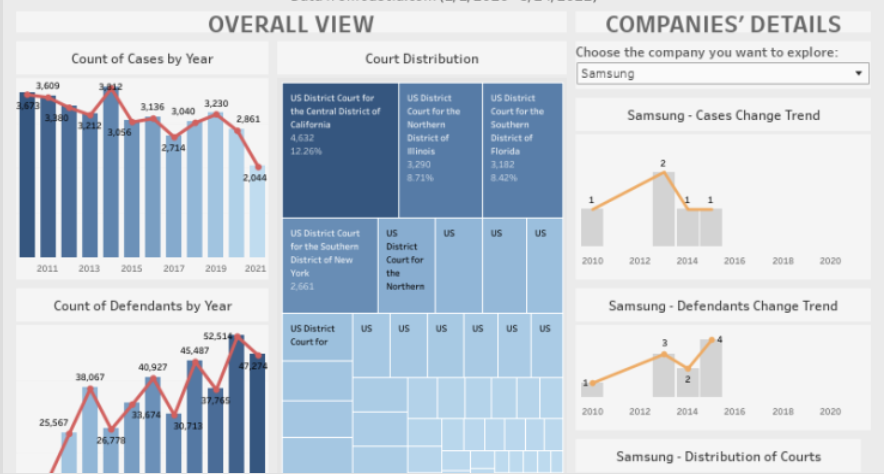 OVERALL VIEW
COMPANIES' DETAILS
Count of Cases by Year
3,673
3,609
3,380
3,212
3,812
3,056
3,136
2,714
3,040
3,230
2,861
2,044
2011
2013
2015
2017
2019
2021
Count of Defendants by Year
25,567
38,067
26,778
33,674
40,927
30,713
45,487
37,765
52,514
47,274
Court Distribution
US District Court for
the Central District of
California
4,632
12.26%
US District
Court for the
Northern
District of
Illinois
3,290
8.71%
US District
Court for the
Southern
District of
Florida
3,182
8.42%
US District Court
for the Southern
District of New
York
2,661
US
District
Court for
the
Northern
US
US
US
US District
Court for
US
US
US
US
US
US
Choose the company you want to explore:
Samsung
Samsung - Cases Change Trend
1
2
1
1
2010
2012
2014
2016
2018
2020
Samsung - Defendants Change Trend
1
3
2
4
2010
2012
2014
2016
2018
2020
Samsung - Distribution of Courts